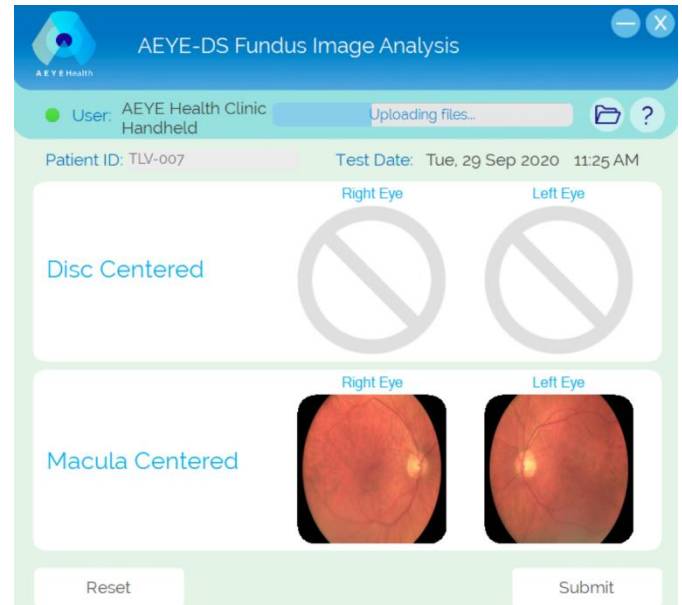 AEYE-DS Fundus Image Analysis
AEYE Health
User: AEYE Health Clinic
Handheld
Uploading files...
?
Patient ID: TLV-007
Test Date: Tue, 29 Sep 2020 11:25 AM
Right Eye
Left Eye
Disc Centered
Right Eye
Left Eye
Macula Centered
Reset
Submit